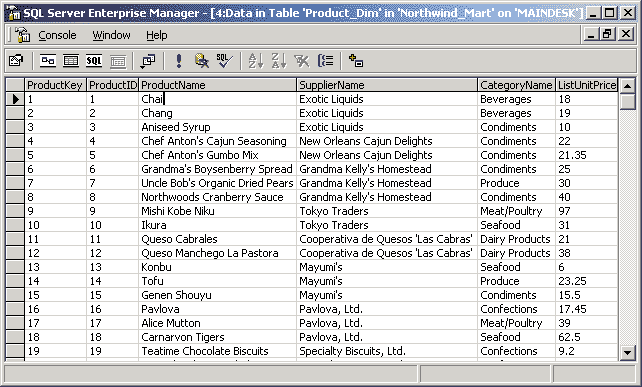 SQL Server Enterprise Manager - [4:Data in Table 'Product_Dim' in 'Northwind_Mart' on 'MAINDESK']
Console Window Help
SQL SQL
ProductKey ProductID ProductName SupplierName CategoryName ListUnitPrice
1 1 Chai Exotic Liquids Beverages 18
2 2 Chang Exotic Liquids Beverages 19
3 3 Aniseed Syrup Exotic Liquids Condiments 10
4 4 Chef Anton's Cajun Seasoning New Orleans Cajun Delights Condiments 22
5 5 Chef Anton's Gumbo Mix New Orleans Cajun Delights Condiments 21.35
6 6 Grandma's Boysenberry Spread Grandma Kelly's Homestead Condiments 25
7 7 Uncle Bob's Organic Dried Pears Grandma Kelly's Homestead Produce 30
8 8 Northwoods Cranberry Sauce Grandma Kelly's Homestead Condiments 40
9 9 Mishi Kobe Niku Tokyo Traders Meat/Poultry 97
10 10 Ikura Tokyo Traders Seafood 31
11 11 Queso Cabrales Cooperativa de Quesos 'Las Cabras' Dairy Products 21
12 12 Queso Manchego La Pastora Cooperativa de Quesos 'Las Cabras' Dairy Products 38
13 13 Konbu Mayumi's Seafood 6
14 14 Tofu Mayumi's Produce 23.25
15 15 Genen Shouyu Mayumi's Condiments 15.5
16 16 Pavlova Pavlova, Ltd. Confections 17.45
17 17 Alice Mutton Pavlova, Ltd. Meat/Poultry 39
18 18 Carnarvon Tigers Pavlova, Ltd. Seafood 62.5
19 19 Teatime Chocolate Biscuits Specialty Biscuits, Ltd. Confections 9.2